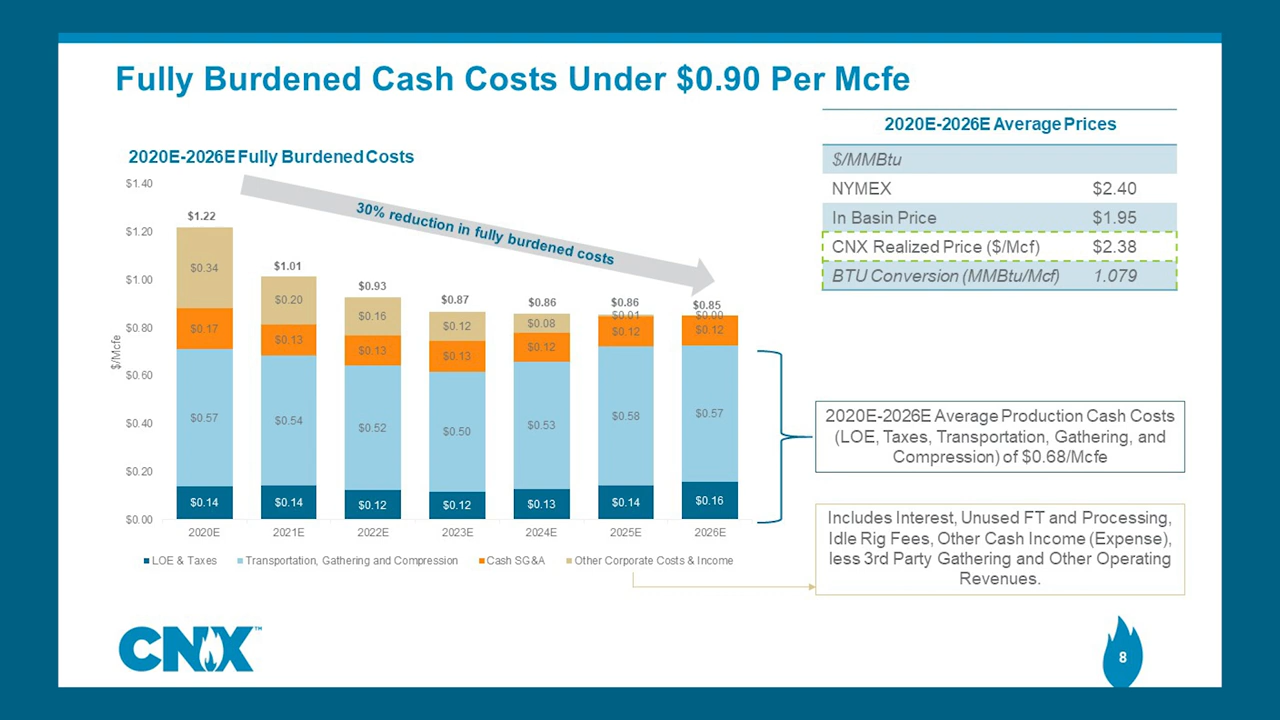 Fully Burdened Cash Costs Under $0.90 Per Mcfe
2020E-2026E Fully Burdened Costs
$1.40
$1.20
$1.00
$0.80
$0.60
$0.40
$0.20
$0.00
$/Mcfe
30% reduction in fully burdened costs
$1.22
$0.34
$0.17
$0.57
$0.14
$1.01
$0.20
$0.13
$0.54
$0.14
$0.93
$0.16
$0.13
$0.52
$0.12
$0.87
$0.12
$0.13
$0.50
$0.12
$0.86
$0.08
$0.12
$0.53
$0.13
$0.86
$0.01
$0.12
$0.58
$0.14
$0.85
$0.00
$0.12
$0.57
$0.16
2020E 2021E 2022E 2023E 2024E 2025E 2026E
LOE & Taxes Transportation, Gathering and Compression Cash SG&A Other Corporate Costs & Income
2020E-2026E Average Prices
$/MMBtu
NYMEX $2.40
In Basin Price $1.95
CNX Realized Price ($/Mcf) $2.38
BTU Conversion (MMBtu/Mcf) 1.079
2020E-2026E Average Production Cash Costs
(LOE, Taxes, Transportation, Gathering, and
Compression) of $0.68/Mcfe
Includes Interest, Unused FT and Processing,
Idle Rig Fees, Other Cash Income (Expense),
less 3rd Party Gathering and Other Operating
Revenues.
CNX™
8